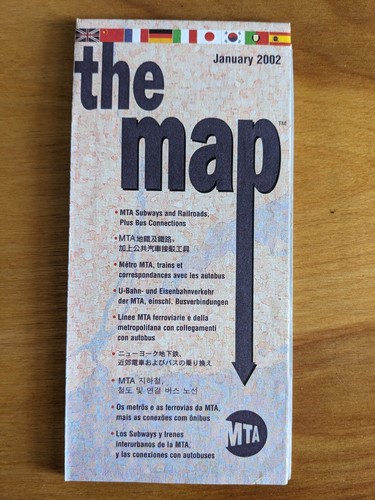 January 2002
the
map™
• MTA Subways and Railroads,
Plus Bus Connections
• MTA地鐵及鐵路,
加上公共汽車接駁工具
• Métro MTA, trains et
correspondances avec les autobus
• U-Bahn- und Eisenbahnverkehr
der MTA, einschl. Busverbindungen
• Linee MTA ferroviarie e della
metropolitana con collegamenti
con autobus
• ニューヨーク地下鉄,
近郊電車およびバスの乗り換え
• MTA 지하철,
철도 및 연결 버스 노선
• Os metrôs e as ferrovias da MTA,
mais as conexões com ônibus
• Los Subways y trenes
interurbanos de la MTA,
y las conexiones con autobuses
MTA